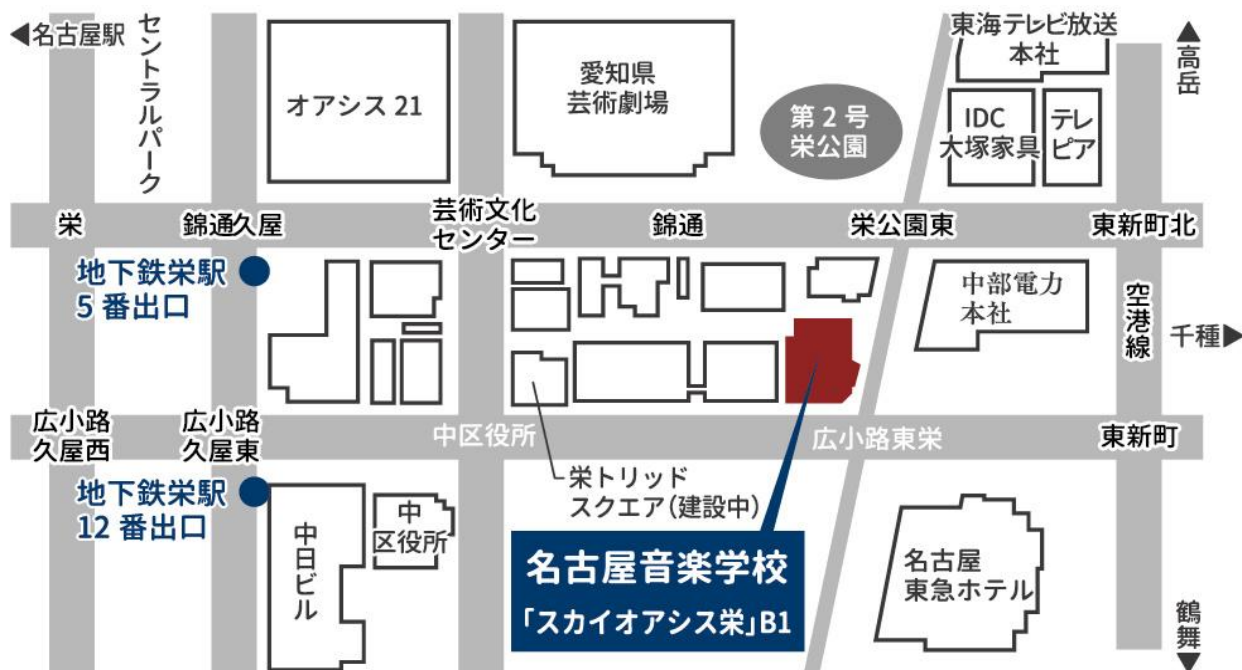 ◀名古屋駅
セントラルパーク
オアシス21
愛知県
芸術劇場
第2号
栄公園
東海テレビ放送
本社
IDC
大塚家具
テレ
ピア
▲高岳
栄
錦通久屋
芸術文化
センター
錦通
栄公園東
東新町北
地下鉄栄駅
5番出口
中部電力
本社
空港線
千種▶
広小路
久屋西
広小路
久屋東
中区役所
広小路東栄
東新町
地下鉄栄駅
12番出口
中日ビル
中
区役所
栄トリッド
スクエア(建設中)
名古屋音楽学校
「スカイオアシス栄」B1
名古屋
東急ホテル
鶴舞▼